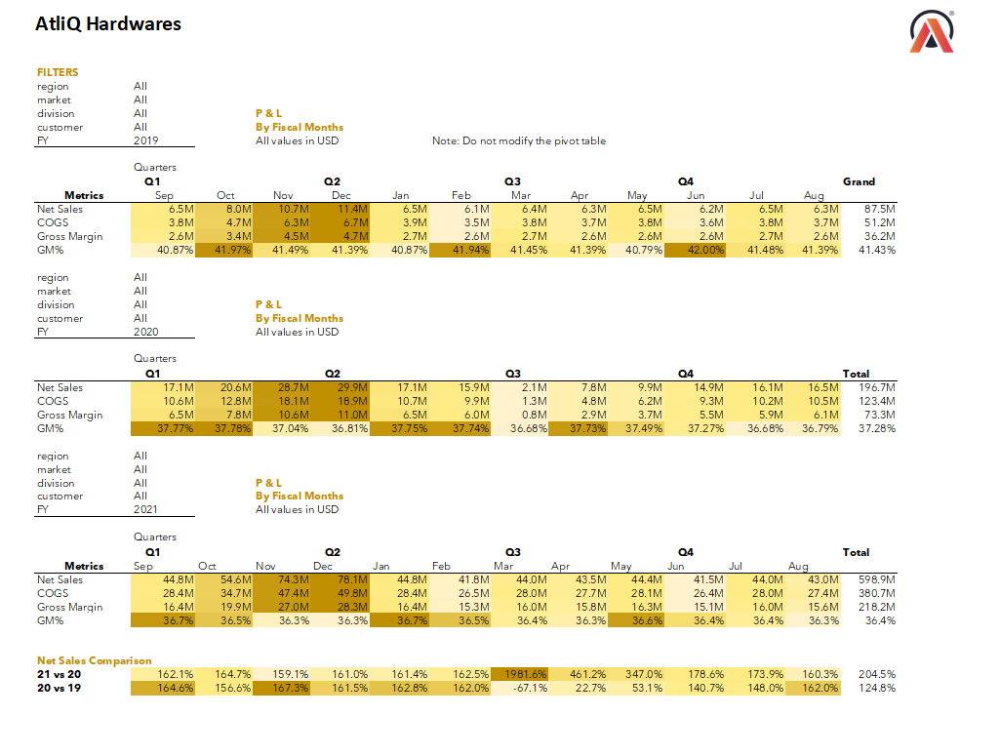 AtliQ Hardwares
®
FILTERS
region All
market All
division All P & L
customer All By Fiscal Months
FY 2019 All values in USD Note: Do not modify the pivot table
Quarters
Q1 Q2 Q3 Q4 Grand
Metrics Sep Oct Nov Dec Jan Feb Mar Apr May Jun Jul Aug
Net Sales 6.5M 8.0M 10.7M 11.4M 6.5M 6.1M 6.4M 6.3M 6.5M 6.2M 6.5M 6.3M 87.5M
COGS 3.8M 4.7M 6.3M 6.7M 3.9M 3.5M 3.8M 3.7M 3.8M 3.6M 3.8M 3.7M 51.2M
Gross Margin 2.6M 3.4M 4.5M 4.7M 2.7M 2.6M 2.7M 2.6M 2.6M 2.6M 2.7M 2.6M 36.2M
GM% 40.87% 41.97% 41.49% 41.39% 40.87% 41.94% 41.45% 41.39% 40.79% 42.00% 41.48% 41.39% 41.43%
region All
market All
division All P & L
customer All By Fiscal Months
FY 2020 All values in USD
Quarters
Q1 Q2 Q3 Q4 Total
Net Sales 17.1M 20.6M 28.7M 29.9M 17.1M 15.9M 2.1M 7.8M 9.9M 14.9M 16.1M 16.5M 196.7M
COGS 10.6M 12.8M 18.1M 18.9M 10.7M 9.9M 1.3M 4.8M 6.2M 9.3M 10.2M 10.5M 123.4M
Gross Margin 6.5M 7.8M 10.6M 11.0M 6.5M 6.0M 0.8M 2.9M 3.7M 5.5M 5.9M 6.1M 73.3M
GM% 37.77% 37.78% 37.04% 36.81% 37.75% 37.74% 36.68% 37.73% 37.49% 37.27% 36.68% 36.79% 37.28%
region All
market All
division All P & L
customer All By Fiscal Months
FY 2021 All values in USD
Quarters
Q1 Q2 Q3 Q4 Total
Metrics Sep Oct Nov Dec Jan Feb Mar Apr May Jun Jul Aug
Net Sales 44.8M 54.6M 74.3M 78.1M 44.8M 41.8M 44.0M 43.5M 44.4M 41.5M 44.0M 43.0M 598.9M
COGS 28.4M 34.7M 47.4M 49.8M 28.4M 26.5M 28.0M 27.7M 28.1M 26.4M 28.0M 27.4M 380.7M
Gross Margin 16.4M 19.9M 27.0M 28.3M 16.4M 15.3M 16.0M 15.8M 16.3M 15.1M 16.0M 15.6M 218.2M
GM% 36.7% 36.5% 36.3% 36.3% 36.7% 36.5% 36.4% 36.3% 36.6% 36.4% 36.4% 36.3% 36.4%
Net Sales Comparison
21 vs 20 162.1% 164.7% 159.1% 161.0% 161.4% 162.5% 1981.6% 461.2% 347.0% 178.6% 173.9% 160.3% 204.5%
20 vs 19 164.6% 156.6% 167.3% 161.5% 162.8% 162.0% -67.1% 22.7% 53.1% 140.7% 148.0% 162.0% 124.8%